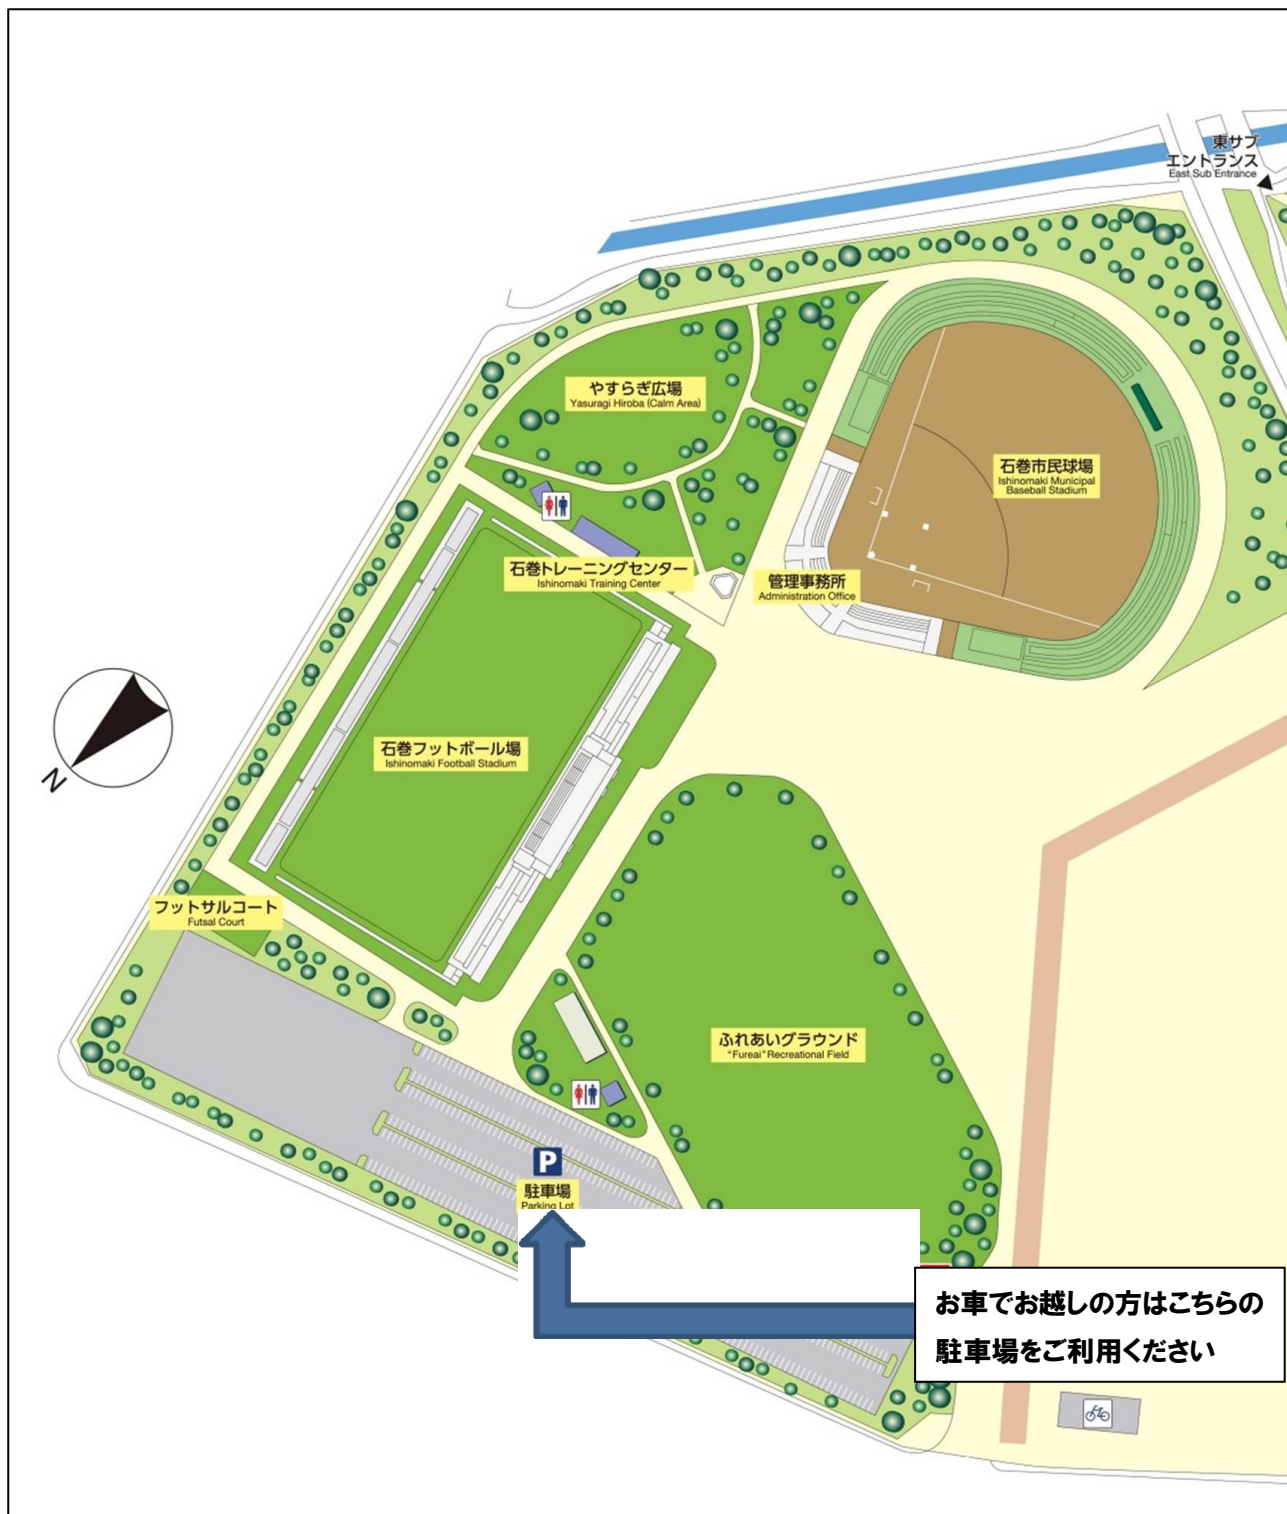 東サブ
エントランス
East Sub Entrance
やすらぎ広場
Yasuragi Hiroba (Calm Area)
石巻市民球場
Ishinomaki Municipal
Baseball Stadium
石巻トレーニングセンター
Ishinomaki Training Center
管理事務所
Administration Office
N
石巻フットボール場
Ishinomaki Football Stadium
フットサルコート
Futsal Court
ふれあいグラウンド
"Fureai" Recreational Field
P
駐車場
Parking Lot
お車でお越しの方はこちらの
駐車場をご利用ください